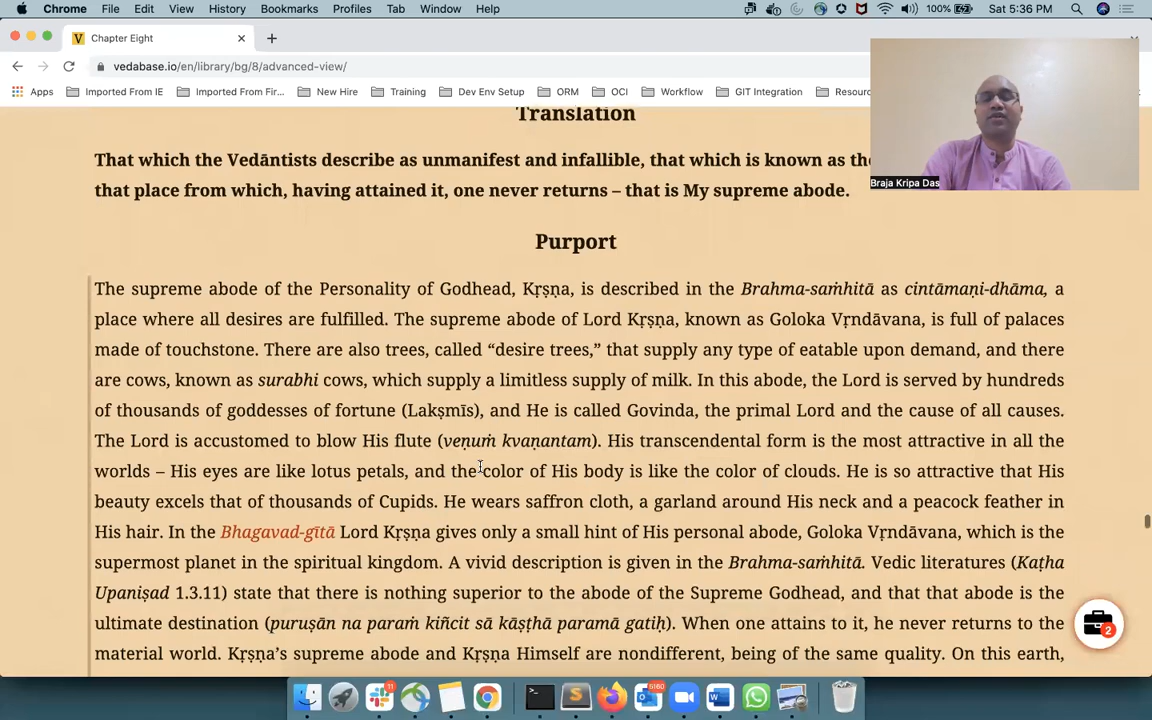 Chrome File Edit View History Bookmarks Profiles Tab Window Help 100% Sat 5:36 PM
Chapter Eight
vedabase.io/en/library/bg/8/advanced-view/
Apps Imported From IE Imported From Fir... New Hire Training Dev Env Setup ORM OCI Workflow GIT Integration Resourc
Translation
That which the Vedāntists describe as unmanifest and infallible, that which is known as the
that place from which, having attained it, one never returns – that is My supreme abode.
Braja Kripa Das
Purport
The supreme abode of the Personality of Godhead, Kṛṣṇa, is described in the Brahma-saṁhitā as cintāmaṇi-dhāma, a
place where all desires are fulfilled. The supreme abode of Lord Kṛṣṇa, known as Goloka Vṛndāvana, is full of palaces
made of touchstone. There are also trees, called “desire trees,” that supply any type of eatable upon demand, and there
are cows, known as surabhi cows, which supply a limitless supply of milk. In this abode, the Lord is served by hundreds
of thousands of goddesses of fortune (Lakṣmīs), and He is called Govinda, the primal Lord and the cause of all causes.
The Lord is accustomed to blow His flute (veṇuṁ kvaṇantam). His transcendental form is the most attractive in all the
worlds – His eyes are like lotus petals, and the color of His body is like the color of clouds. He is so attractive that His
beauty excels that of thousands of Cupids. He wears saffron cloth, a garland around His neck and a peacock feather in
His hair. In the Bhagavad-gītā Lord Kṛṣṇa gives only a small hint of His personal abode, Goloka Vṛndāvana, which is the
supermost planet in the spiritual kingdom. A vivid description is given in the Brahma-saṁhitā. Vedic literatures (Kaṭha
Upaniṣad 1.3.11) state that there is nothing superior to the abode of the Supreme Godhead, and that that abode is the
ultimate destination (puruṣān na paraṁ kiñcit sā kāṣṭhā paramā gatiḥ). When one attains to it, he never returns to the
material world. Kṛṣṇa’s supreme abode and Kṛṣṇa Himself are nondifferent, being of the same quality. On this earth,
2
11
5160